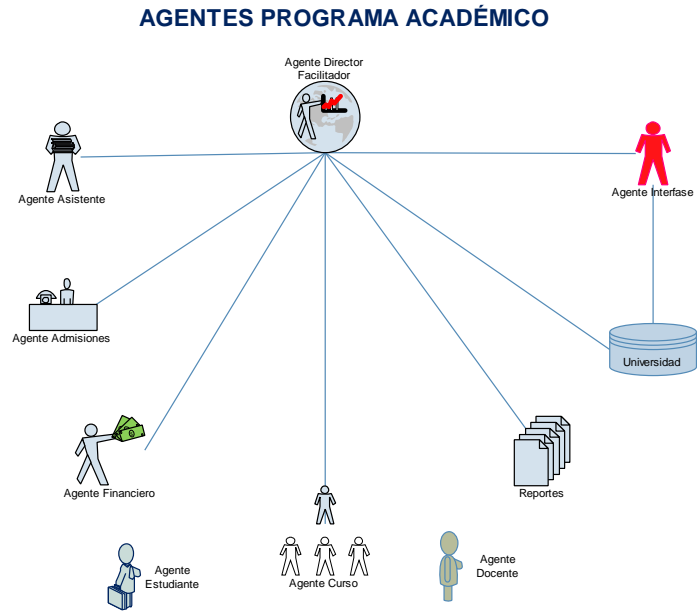 AGENTES PROGRAMA ACADÉMICO
Agente Director
Facilitador
Agente Asistente
Agente Interfase
Agente Admisiones
Universidad
Agente Financiero
Reportes
Agente
Estudiante
Agente Curso
Agente
Docente